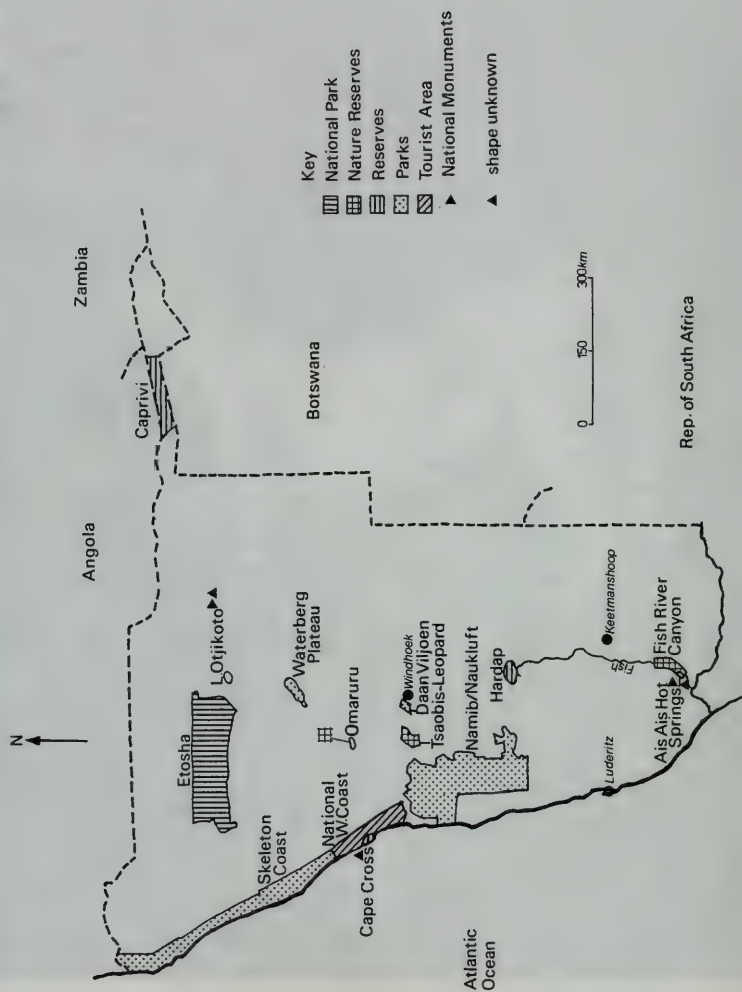 N
Angola
Zambia
Caprivi
Botswana
Rep. of South Africa
Atlantic
Ocean
Etosha
L.Otjikoto
Waterberg
Plateau
Omaruru
Skeleton
Coast
National
W.Coast
Cape Cross
Windhoek
Daan Viljoen
Tsaobis-Leopard
Namib/Naukluft
Hardap
Keetmanshoop
Fish
Fish River
Canyon
Ais Ais Hot
Springs
Luderitz
Key
National Park
Nature Reserves
Reserves
Parks
Tourist Area
National Monuments
shape unknown
0 150 300km